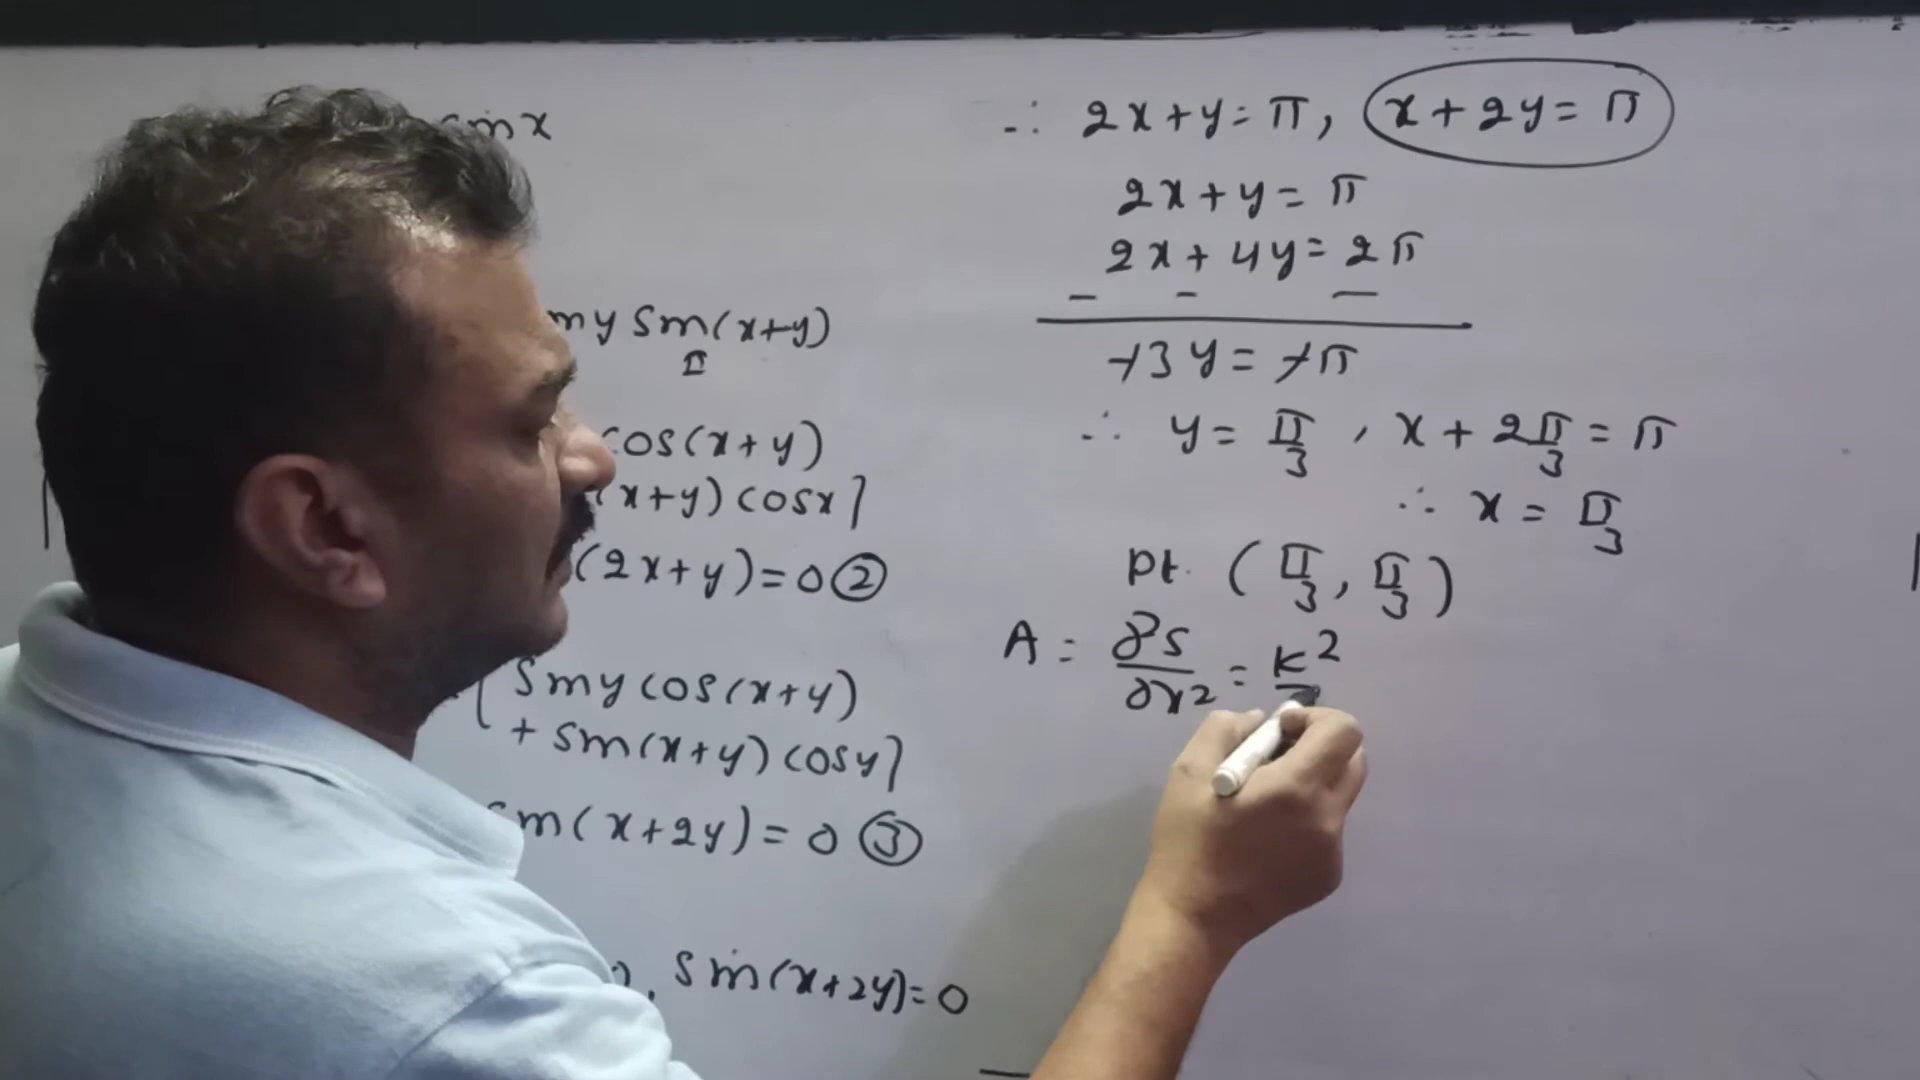 sinx
ny sin(x+y)
π
cos(x+y)
(x+y) cosx]
(2x+y)=0 ②
[ siny cos(x+y)
+ sin(x+y) cosy]
sin(x+2y)=0 ③
, sin(x+2y)=0
∴ 2x+y=π, x+2y=π
2x+y=π
2x+4y=2π
- - —
-3y=-π
∴ y=π/3, x+2π/3=π
∴ x=π/3
pt. (π/3, π/3)
A = ∂s/∂x2 = K2